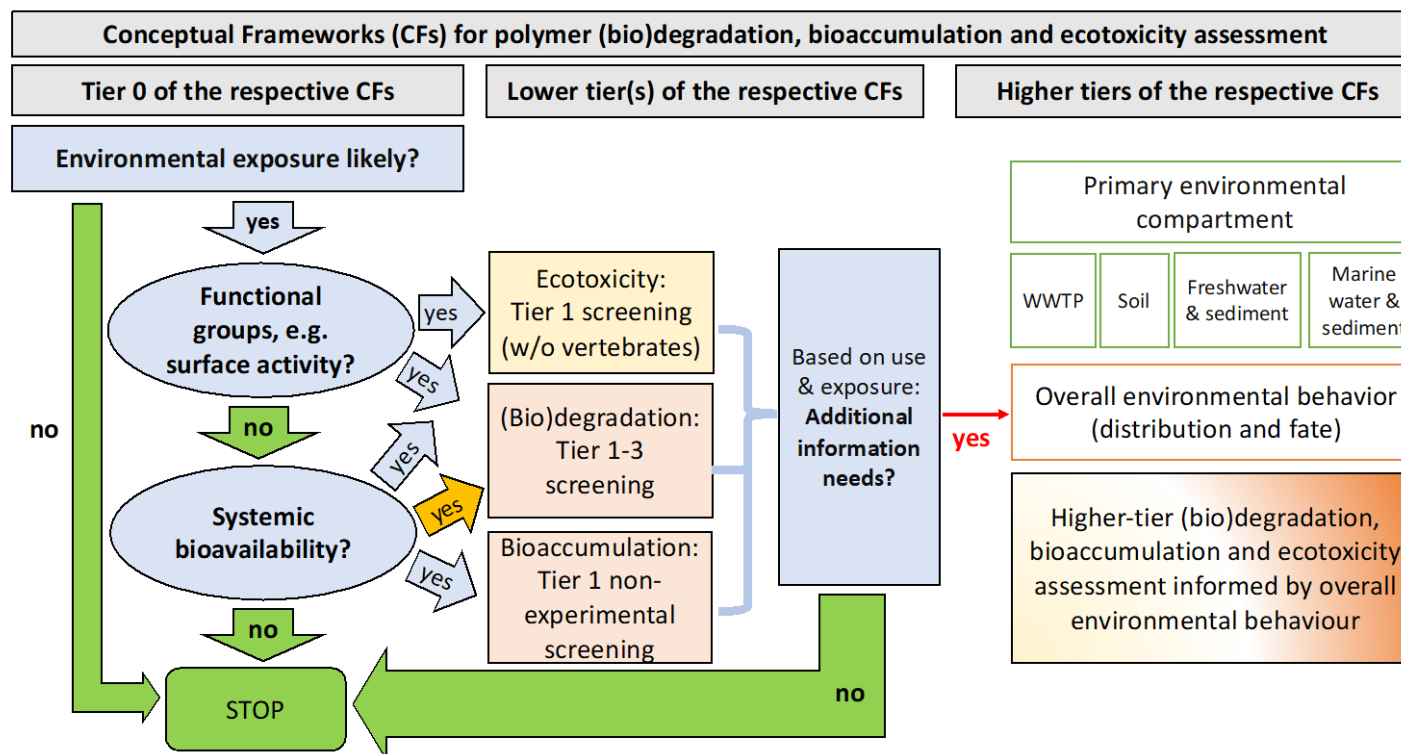 Conceptual Frameworks (CFs) for polymer (bio)degradation, bioaccumulation and ecotoxicity assessment
Tier 0 of the respective CFs
Lower tier(s) of the respective CFs
Higher tiers of the respective CFs
Environmental exposure likely?
yes
Functional
groups, e.g.
surface activity?
yes
yes
no
no
Systemic
bioavailability?
yes
yes
yes
no
STOP
Ecotoxicity:
Tier 1 screening
(w/o vertebrates)
(Bio)degradation:
Tier 1-3
screening
Bioaccumulation:
Tier 1 non-
experimental
screening
Based on use
& exposure:
Additional
information
needs?
yes
no
Primary environmental
compartment
WWTP
Soil
Freshwater
& sediment
Marine
water &
sediment
Overall environmental behavior
(distribution and fate)
Higher-tier (bio)degradation,
bioaccumulation and ecotoxicity
assessment informed by overall
environmental behaviour